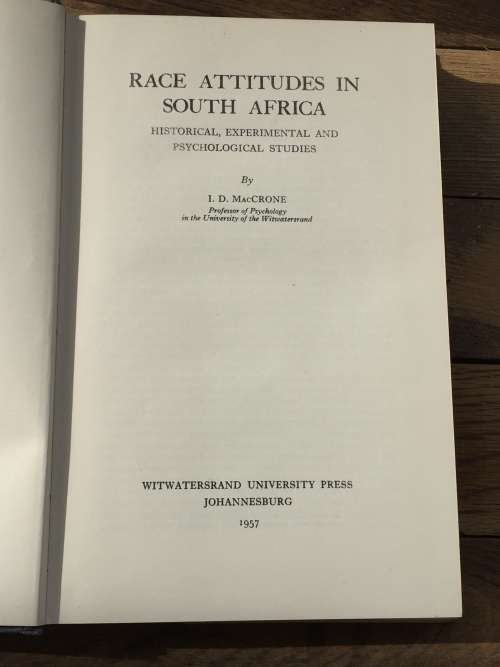 RACE ATTITUDES IN
SOUTH AFRICA
HISTORICAL, EXPERIMENTAL AND
PSYCHOLOGICAL STUDIES
By
I. D. MACCRONE
Professor of Psychology
in the University of the Witwatersrand
WITWATERSRAND UNIVERSITY PRESS
JOHANNESBURG
1957